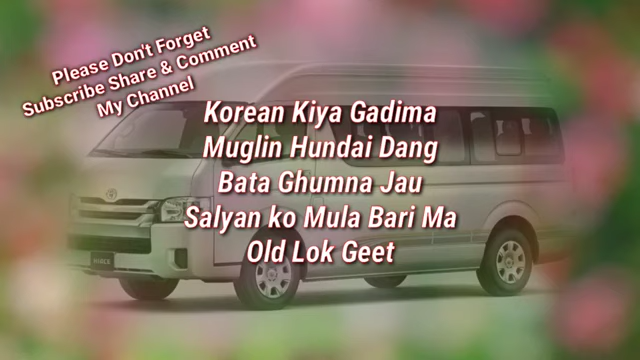 Please Don't Forget
Subscribe Share & Comment
My Channel
Korean Kiya Gadima
Muglin Hundai Dang
Bata Ghumna Jau
Salyan ko Mula Bari Ma
Old Lok Geet